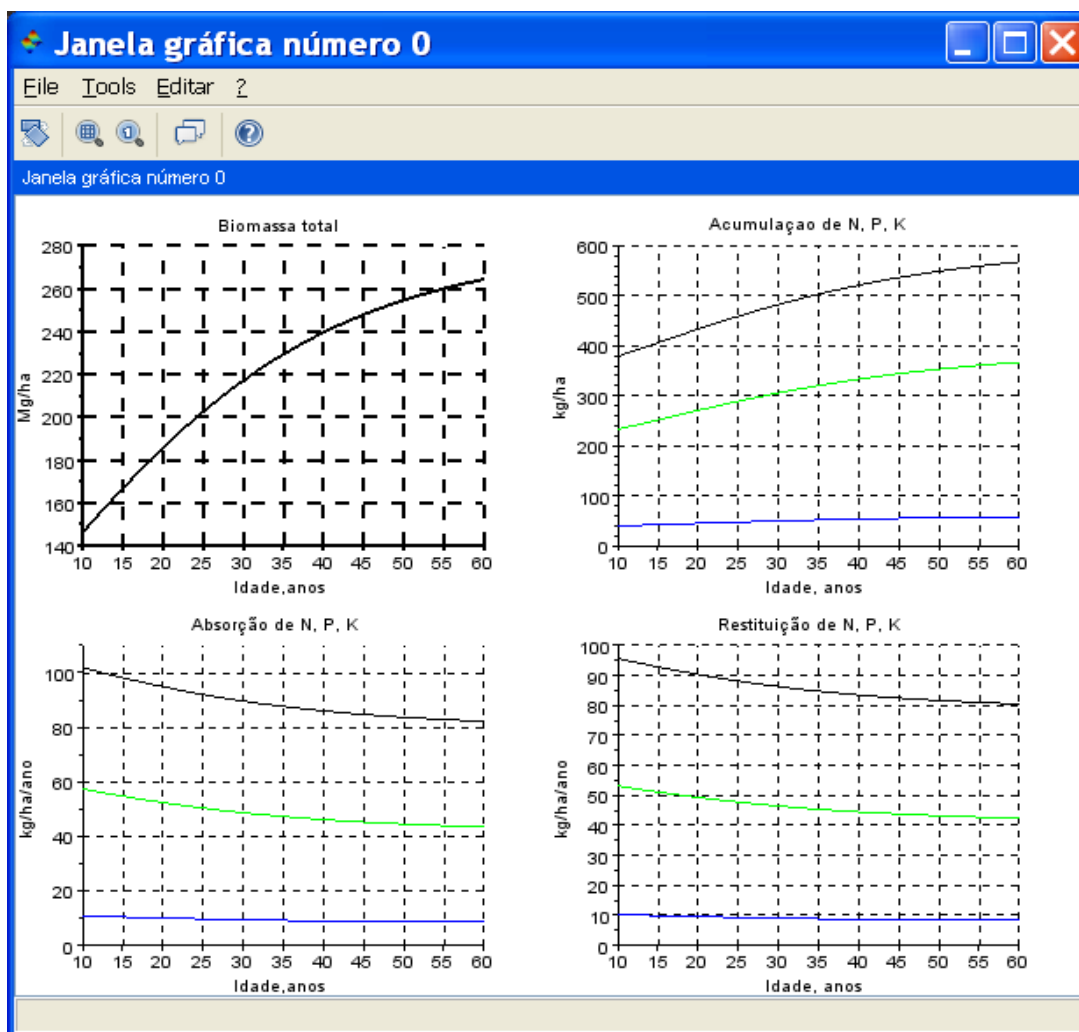 Janela gráfica número 0
File Tools Editar ?
Janela gráfica número 0
Biomassa total
280
260
240
220
200
180
160
140
Mg/ha
10 15 20 25 30 35 40 45 50 55 60
Idade,anos
Acumulaçao de N, P, K
600
500
400
300
200
100
0
kg/ha
10 15 20 25 30 35 40 45 50 55 60
Idade, anos
Absorção de N, P, K
100
80
60
40
20
0
kg/ha/ano
10 15 20 25 30 35 40 45 50 55 60
Idade,anos
Restituição de N, P, K
100
90
80
70
60
50
40
30
20
10
0
kg/ha/ano
10 15 20 25 30 35 40 45 50 55 60
Idade, anos